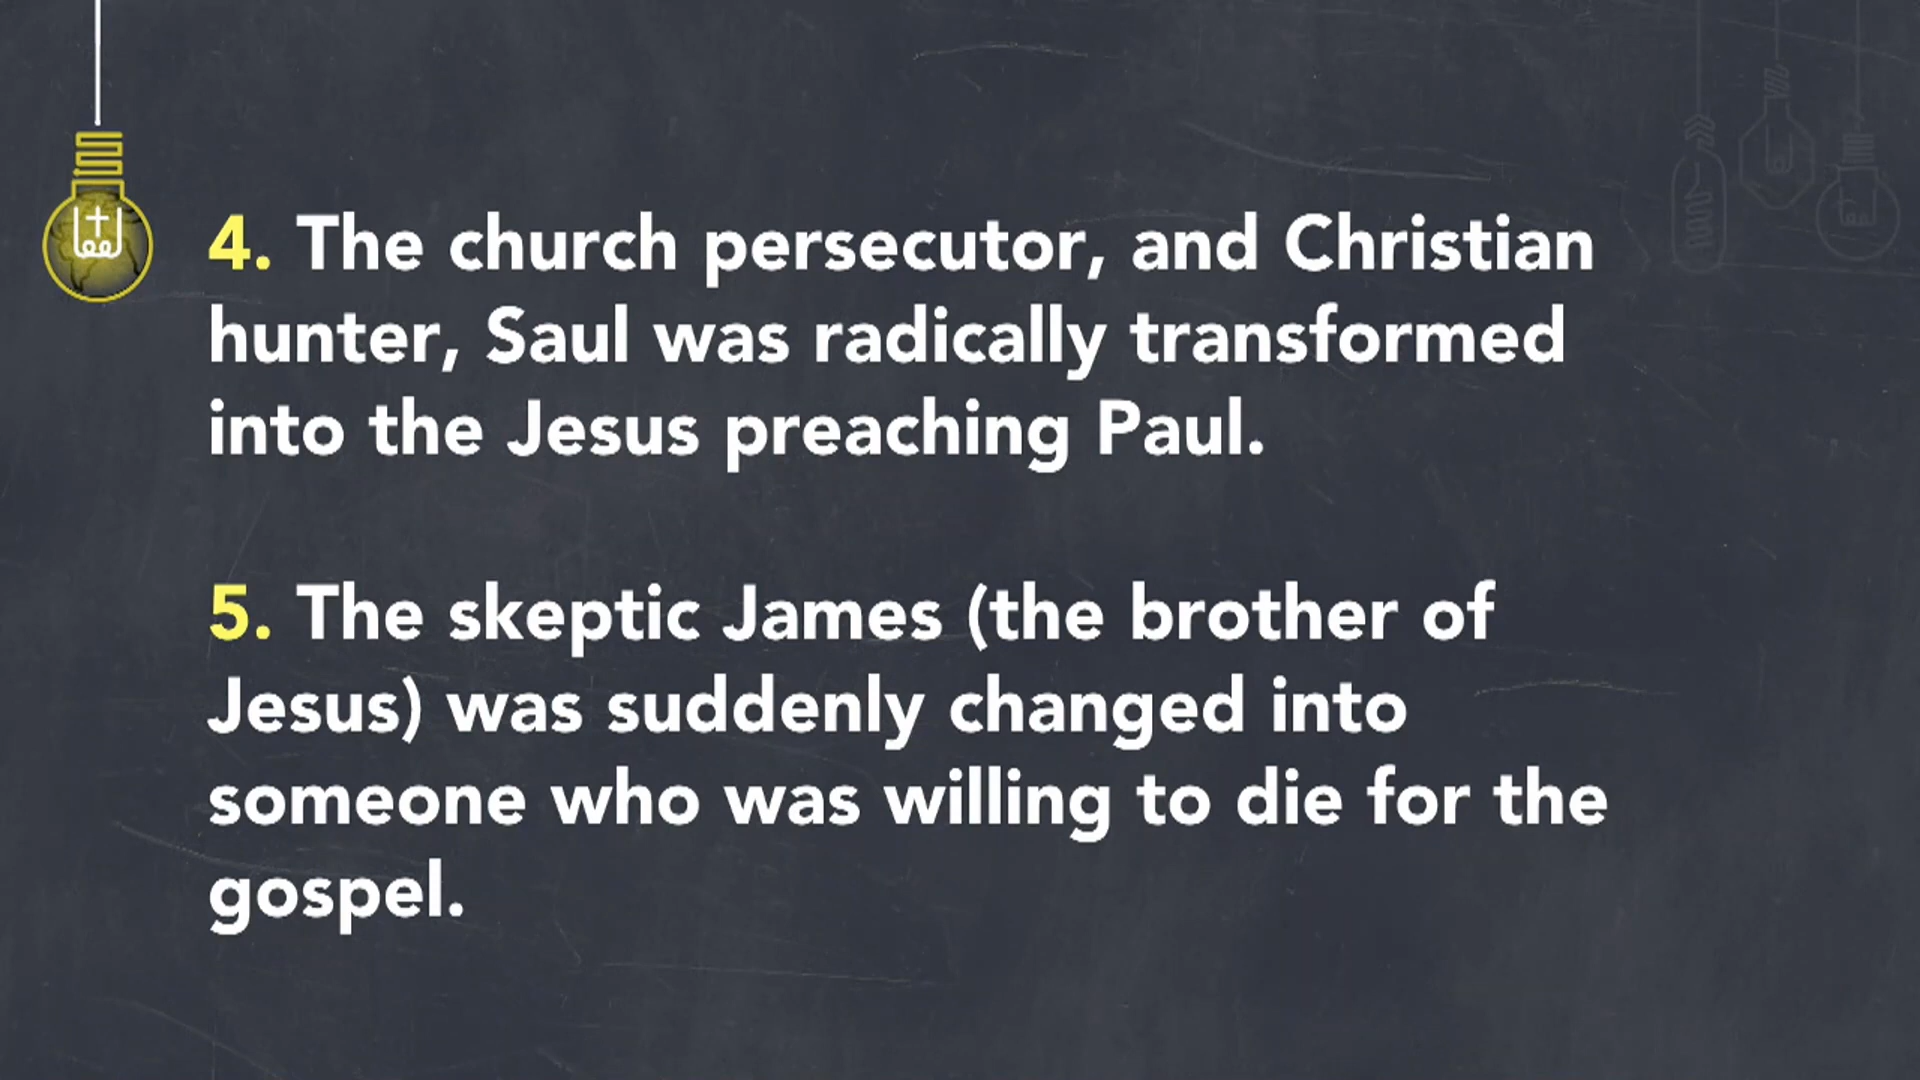 4. The church persecutor, and Christian
hunter, Saul was radically transformed
into the Jesus preaching Paul.
5. The skeptic James (the brother of
Jesus) was suddenly changed into
someone who was willing to die for the
gospel.